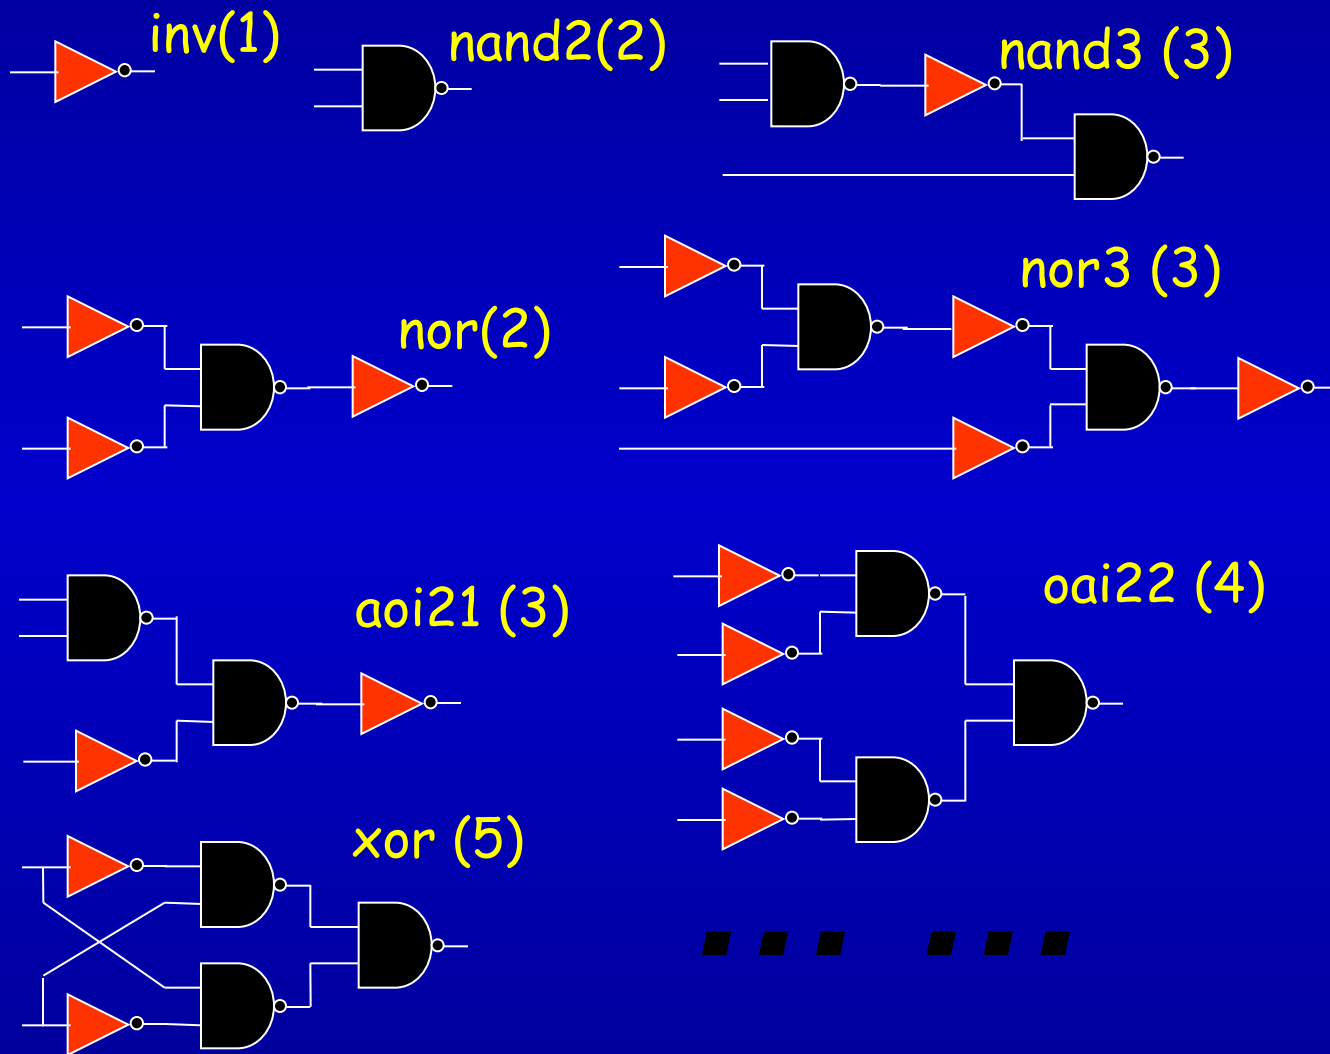 inv(1)
nand2(2)
nand3 (3)
nor(2)
nor3 (3)
aoi21 (3)
oai22 (4)
xor (5)